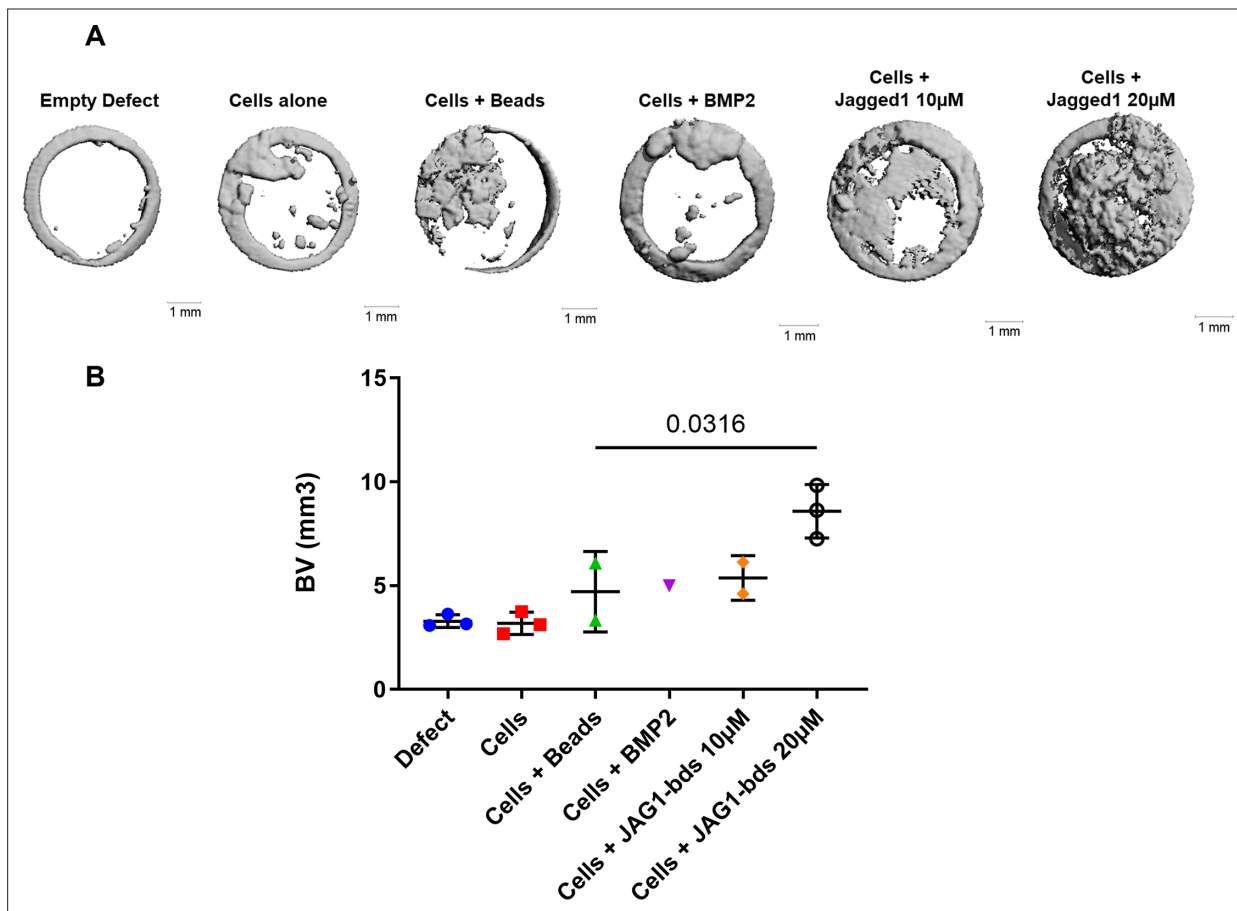 A
Empty Defect
Cells alone
Cells + Beads
Cells + BMP2
Cells +
Jagged1 10µM
Cells +
Jagged1 20µM
1 mm
1 mm
1 mm
1 mm
1 mm
1 mm
B
BV (mm3)
15
10
5
0
0.0316
Defect
Cells
Cells + Beads
Cells + BMP2
Cells + JAG1-bds 10µM
Cells + JAG1-bds 20µM